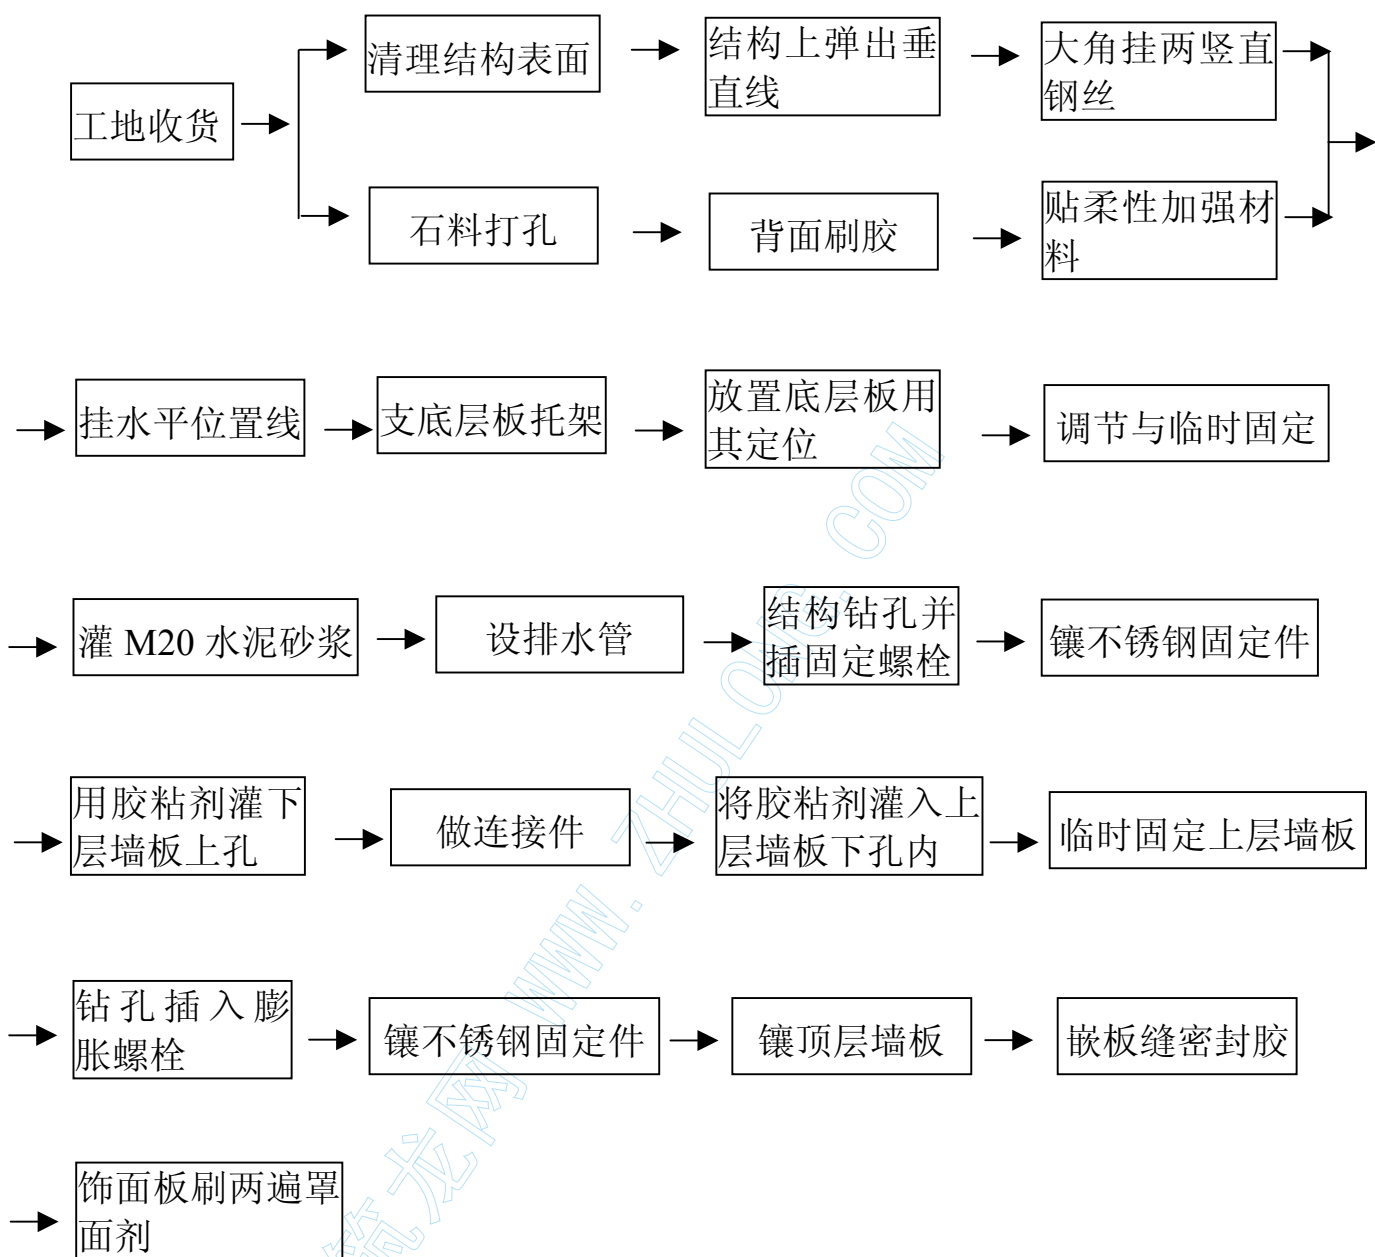 清理结构表面
结构上弹出垂
直线
大角挂两竖直
钢丝
工地收货
石料打孔
背面刷胶
贴柔性加强材
料
挂水平位置线
支底层板托架
放置底层板用
其定位
调节与临时固定
灌 M20 水泥砂浆
设排水管
结构钻孔并
插固定螺栓
镶不锈钢固定件
用胶粘剂灌下
层墙板上孔
做连接件
将胶粘剂灌入上
层墙板下孔内
临时固定上层墙板
钻孔插入膨
胀螺栓
镶不锈钢固定件
镶顶层墙板
嵌板缝密封胶
饰面板刷两遍罩
面剂
筑龙网 WWW.ZHULONG.COM